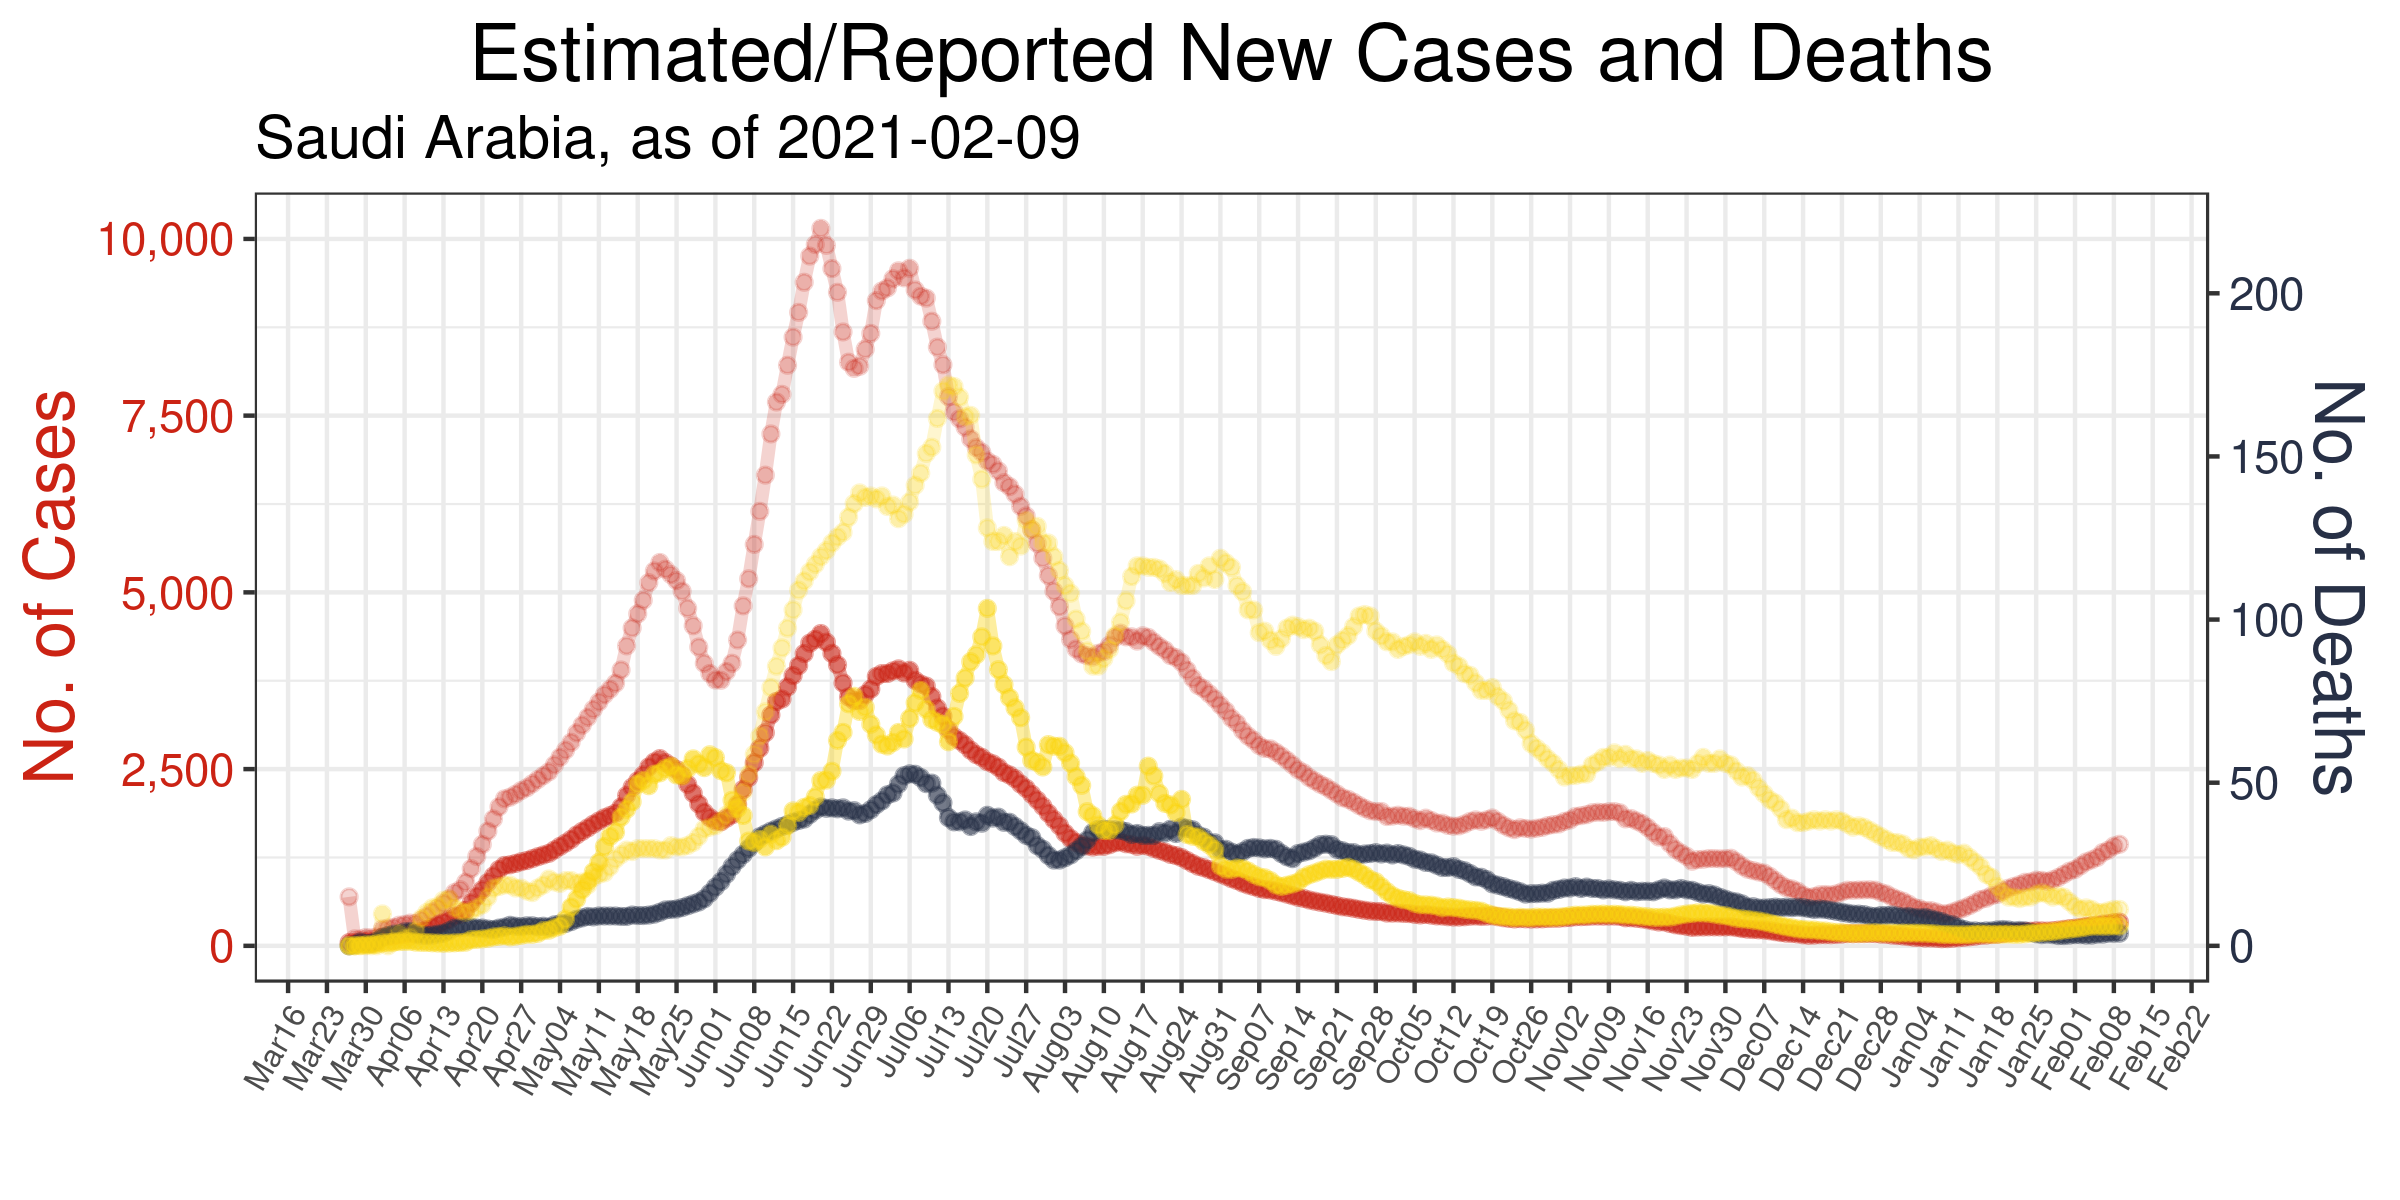 Estimated/Reported New Cases and Deaths
Saudi Arabia, as of 2021-02-09
No. of Cases
10,000
7,500
5,000
2,500
0
200
150
100
50
0
No. of Deaths
Mar16
Mar23
Mar30
Apr06
Apr13
Apr20
Apr27
May04
May11
May18
May25
Jun01
Jun08
Jun15
Jun22
Jun29
Jul06
Jul13
Jul20
Jul27
Aug03
Aug10
Aug17
Aug24
Aug31
Sep07
Sep14
Sep21
Sep28
Oct05
Oct12
Oct19
Oct26
Nov02
Nov09
Nov16
Nov23
Nov30
Dec07
Dec14
Dec21
Dec28
Jan04
Jan11
Jan18
Jan25
Feb01
Feb08
Feb15
Feb22